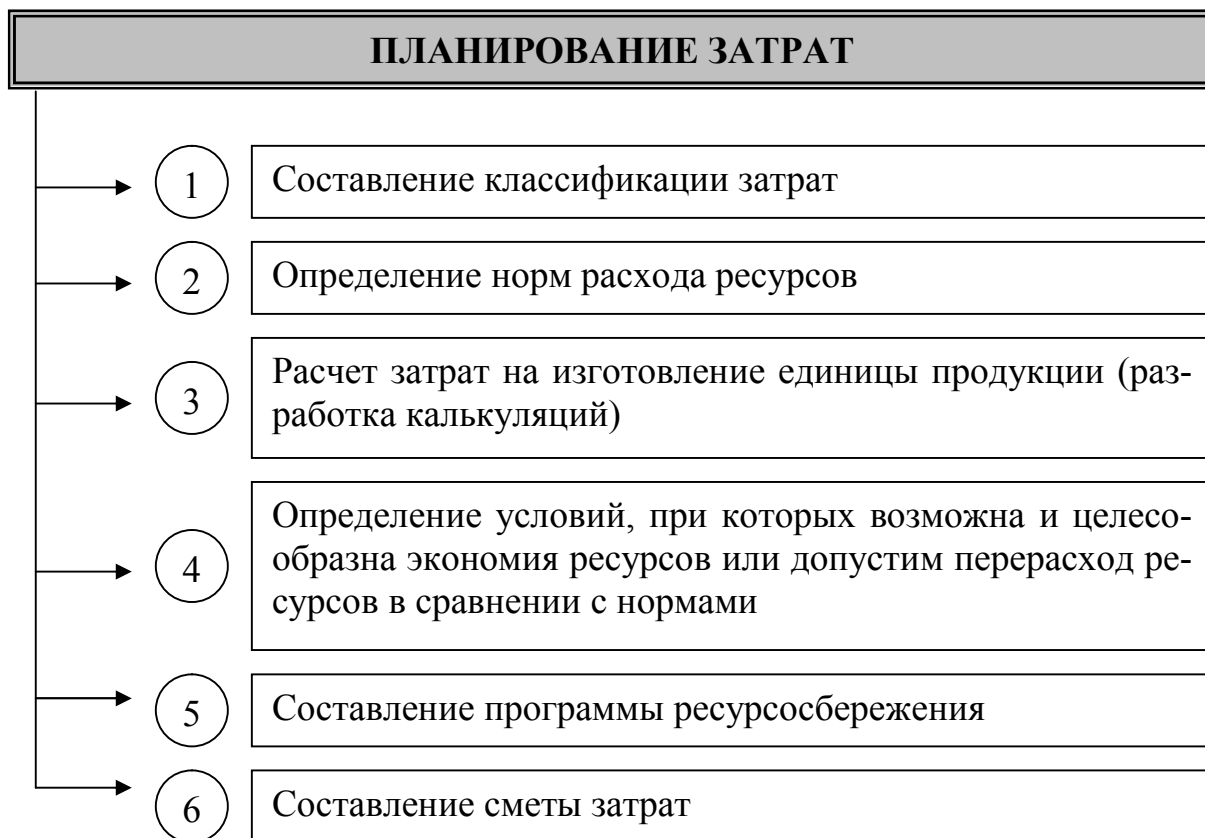 ПЛАНИРОВАНИЕ ЗАТРАТ
1 Составление классификации затрат
2 Определение норм расхода ресурсов
Расчет затрат на изготовление единицы продукции (раз-
3
работка калькуляций)
Определение условий, при которых возможна и целесо-
4 образна экономия ресурсов или допустим перерасход ре-
сурсов в сравнении с нормами
5 Составление программы ресурсосбережения
6 Составление сметы затрат